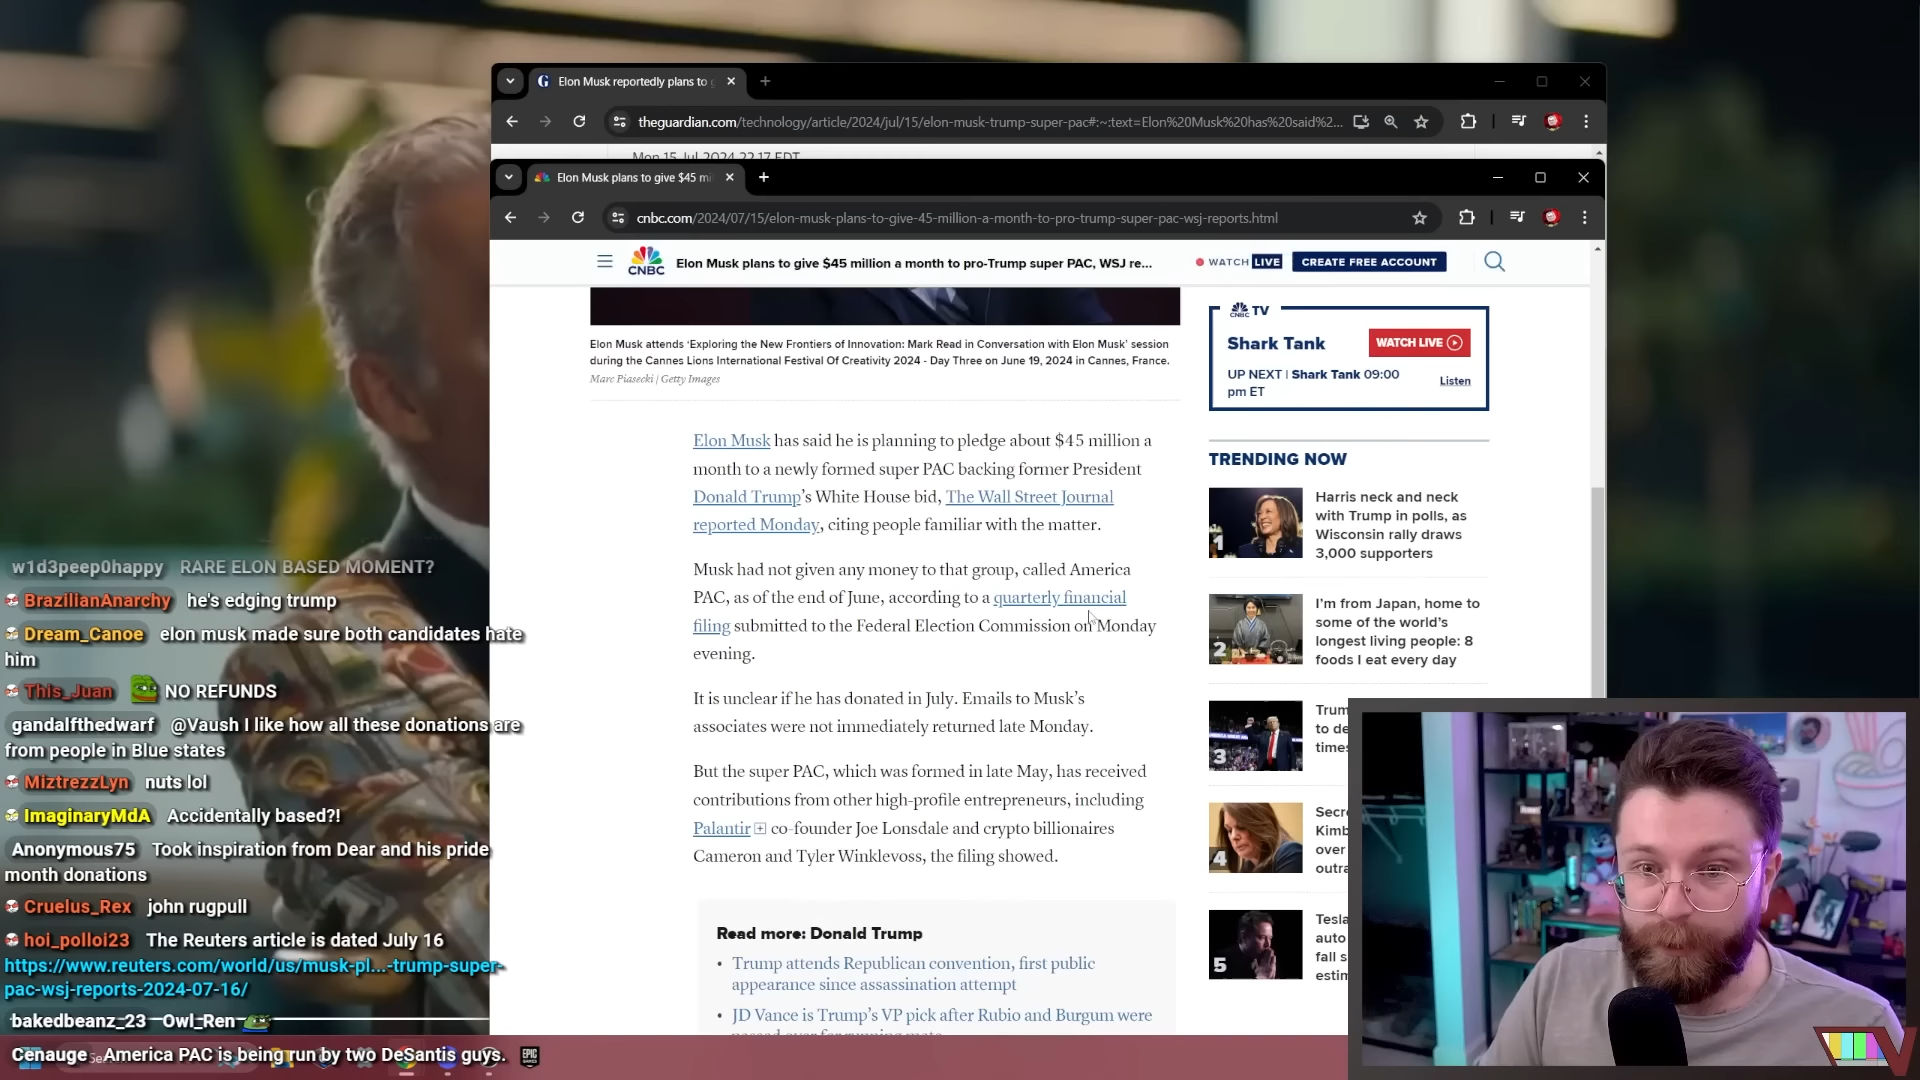 Elon Musk reportedly plans to g
theguardian.com/technology/article/2024/jul/15/elon-musk-trump-super-pac#:~:text=Elon%20Musk%20has%20said%2...
Mon 15 Jul 2024 22.17 EDT
Elon Musk plans to give $45 mi
cnbc.com/2024/07/15/elon-musk-plans-to-give-45-million-a-month-to-pro-trump-super-pac-wsj-reports.html
CNBC
Elon Musk plans to give $45 million a month to pro-Trump super PAC, WSJ re...
WATCH LIVE
CREATE FREE ACCOUNT
Elon Musk attends ‘Exploring the New Frontiers of Innovation: Mark Read in Conversation with Elon Musk’ session
during the Cannes Lions International Festival Of Creativity 2024 - Day Three on June 19, 2024 in Cannes, France.
Marc Piasecki | Getty Images
Elon Musk has said he is planning to pledge about $45 million a
month to a newly formed super PAC backing former President
Donald Trump’s White House bid, The Wall Street Journal
reported Monday, citing people familiar with the matter.
Musk had not given any money to that group, called America
PAC, as of the end of June, according to a quarterly financial
filing submitted to the Federal Election Commission on Monday
evening.
It is unclear if he has donated in July. Emails to Musk’s
associates were not immediately returned late Monday.
But the super PAC, which was formed in late May, has received
contributions from other high-profile entrepreneurs, including
Palantir co-founder Joe Lonsdale and crypto billionaires
Cameron and Tyler Winklevoss, the filing showed.
Read more: Donald Trump
• Trump attends Republican convention, first public
appearance since assassination attempt
• JD Vance is Trump’s VP pick after Rubio and Burgum were
CNBC TV
Shark Tank
WATCH LIVE
UP NEXT | Shark Tank 09:00
pm ET
Listen
TRENDING NOW
1
Harris neck and neck
with Trump in polls, as
Wisconsin rally draws
3,000 supporters
2
I’m from Japan, home to
some of the world’s
longest living people: 8
foods I eat every day
3
Trum
to de
times
4
Secre
Kimb
over
outra
5
Tesla
auto
fall s
estim
w1d3peep0happy RARE ELON BASED MOMENT?
BrazilianAnarchy he's edging trump
Dream_Canoe elon musk made sure both candidates hate
him
This_Juan NO REFUNDS
gandalfthedwarf @Vaush I like how all these donations are
from people in Blue states
MiztrezzLyn nuts lol
ImaginaryMdA Accidentally based?!
Anonymous75 Took inspiration from Dear and his pride
month donations
Cruelus_Rex john rugpull
hoi_polloi23 The Reuters article is dated July 16
https://www.reuters.com/world/us/musk-pl...-trump-super-
pac-wsj-reports-2024-07-16/
bakedbeanz_23 Owl_Ren
Cenauge America PAC is being run by two DeSantis guys.
EPIC